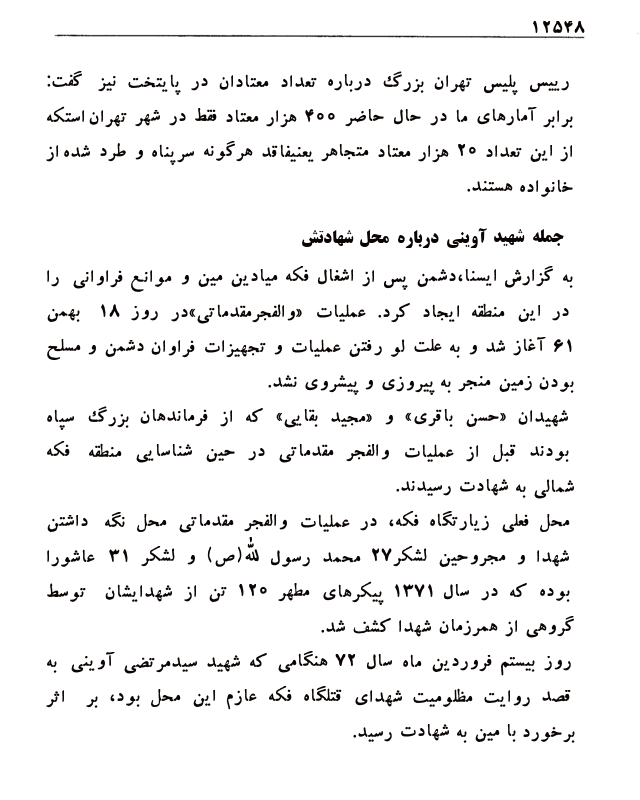 ۱۲۵۴۸
رییس پلیس تهران بزرگ درباره تعداد معتادان در پایتخت نیز گفت:
برابر آمارهای ما در حال حاضر ۴۰۰ هزار معتاد فقط در شهر تهران استکه
از این تعداد ۲۰ هزار معتاد متجاهر یعنیفاقد هرگونه سرپناه و طرد شده از
خانواده هستند.
جمله شهید آوینی درباره محل شهادتش
به گزارش ایسنا،دشمن پس از اشغال فکه میادین مین و موانع فراوانی را
در این منطقه ایجاد کرد. عملیات «والفجرمقدماتی»در روز ۱۸ بهمن
۶۱ آغاز شد و به علت لو رفتن عملیات و تجهیزات فراوان دشمن و مسلح
بودن زمین منجر به پیروزی و پیشروی نشد.
شهیدان «حسن باقری» و «مجید بقایی» که از فرماندهان بزرگ سپاه
بودند قبل از عملیات والفجر مقدماتی در حین شناسایی منطقه فکه
شمالی به شهادت رسیدند.
محل فعلی زیارتگاه فکه، در عملیات والفجر مقدماتی محل نگه داشتن
شهدا و مجروحین لشکر۲۷ محمد رسول لله(ص) و لشکر ۳۱ عاشورا
بوده که در سال ۱۳۷۱ پیکرهای مطهر ۱۲۰ تن از شهدایشان توسط
گروهی از همرزمان شهدا کشف شد.
روز بیستم فروردین ماه سال ۷۲ هنگامی که شهید سیدمرتضی آوینی به
قصد روایت مظلومیت شهدای قتلگاه فکه عازم این محل بود، بر اثر
برخورد با مین به شهادت رسید.